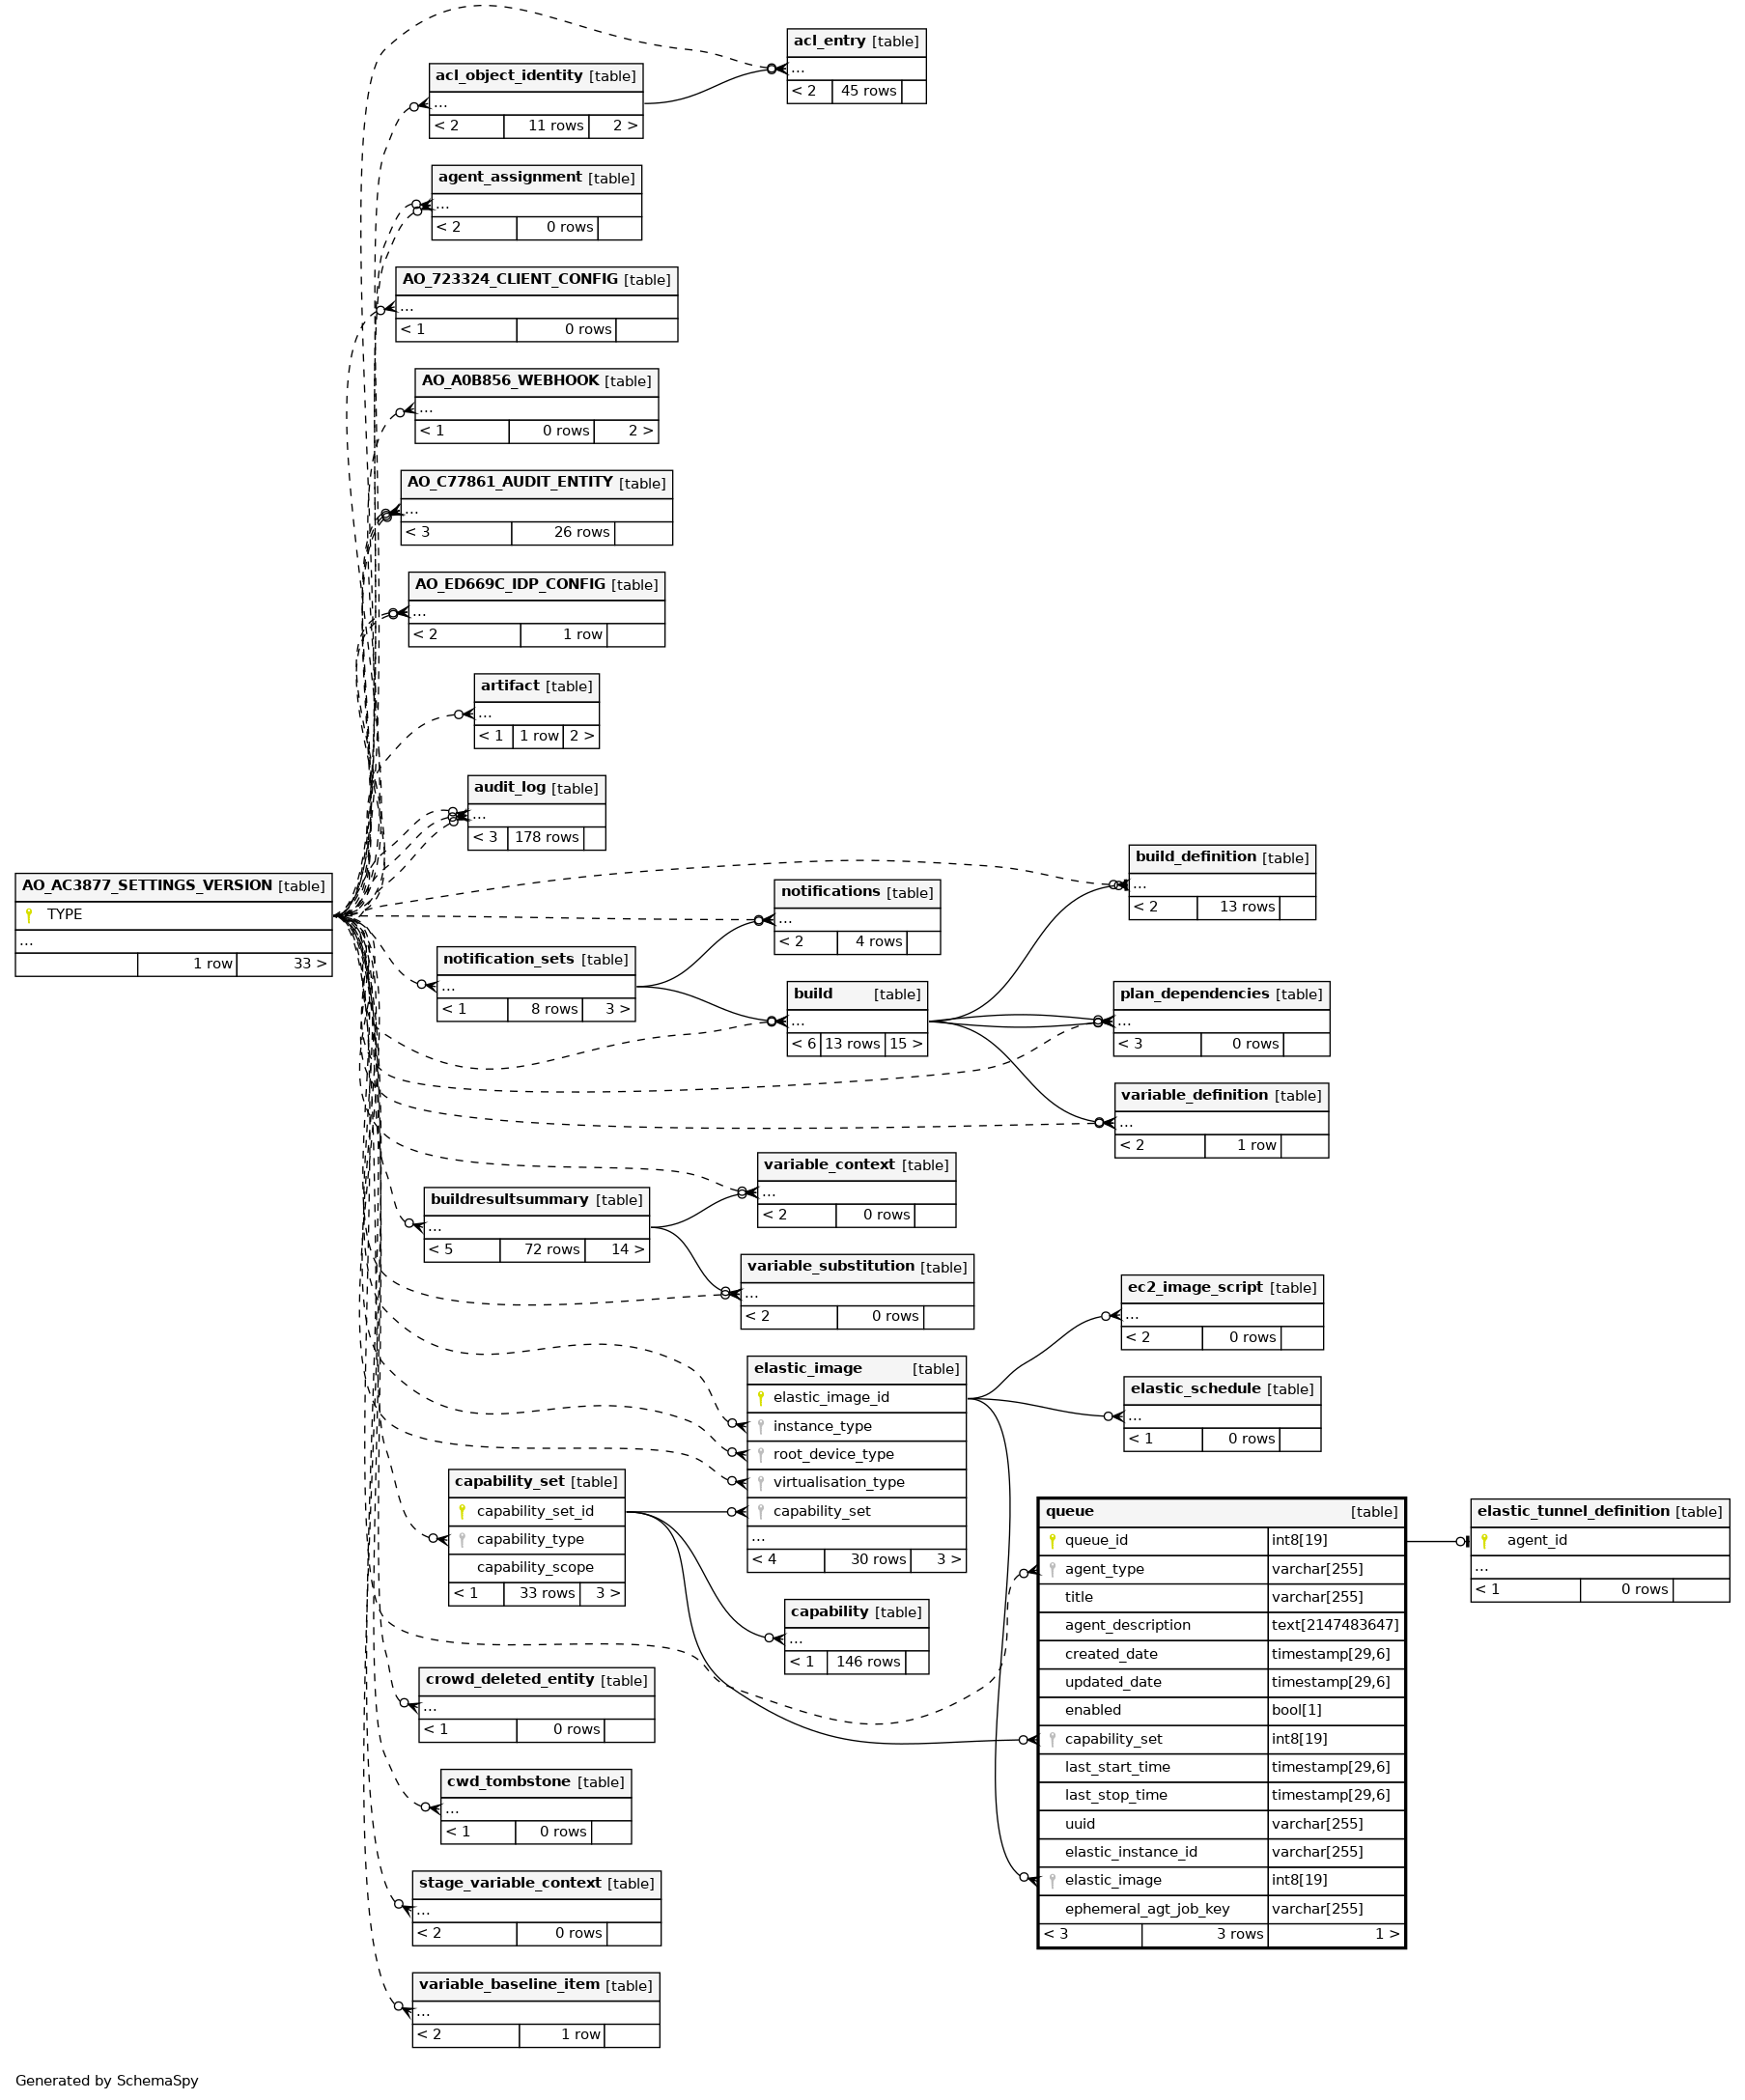 acl_entry [table]
...
< 2 45 rows
acl_object_identity [table]
...
< 2 11 rows 2 >
agent_assignment [table]
...
< 2 0 rows
AO_723324_CLIENT_CONFIG [table]
...
< 1 0 rows
AO_A0B856_WEBHOOK [table]
...
< 1 0 rows 2 >
AO_C77861_AUDIT_ENTITY [table]
...
< 3 26 rows
AO_ED669C_IDP_CONFIG [table]
...
< 2 1 row
artifact [table]
...
< 1 1 row 2 >
audit_log [table]
...
< 3 178 rows
AO_AC3877_SETTINGS_VERSION [table]
TYPE
...
1 row 33 >
build_definition [table]
...
< 2 13 rows
notifications [table]
...
< 2 4 rows
notification_sets [table]
...
< 1 8 rows 3 >
build [table]
...
< 6 13 rows 15 >
plan_dependencies [table]
...
< 3 0 rows
variable_definition [table]
...
< 2 1 row
variable_context [table]
...
< 2 0 rows
buildresultsummary [table]
...
< 5 72 rows 14 >
variable_substitution [table]
...
< 2 0 rows
ec2_image_script [table]
...
< 2 0 rows
elastic_image [table]
elastic_image_id
instance_type
root_device_type
virtualisation_type
capability_set
...
< 4 30 rows 3 >
elastic_schedule [table]
...
< 1 0 rows
capability_set [table]
capability_set_id
capability_type
capability_scope
< 1 33 rows 3 >
queue [table]
queue_id int8[19]
agent_type varchar[255]
title varchar[255]
agent_description text[2147483647]
created_date timestamp[29,6]
updated_date timestamp[29,6]
enabled bool[1]
capability_set int8[19]
last_start_time timestamp[29,6]
last_stop_time timestamp[29,6]
uuid varchar[255]
elastic_instance_id varchar[255]
elastic_image int8[19]
ephemeral_agt_job_key varchar[255]
< 3 3 rows 1 >
elastic_tunnel_definition [table]
agent_id
...
< 1 0 rows
capability [table]
...
< 1 146 rows
crowd_deleted_entity [table]
...
< 1 0 rows
cwd_tombstone [table]
...
< 1 0 rows
stage_variable_context [table]
...
< 2 0 rows
variable_baseline_item [table]
...
< 2 1 row
Generated by SchemaSpy